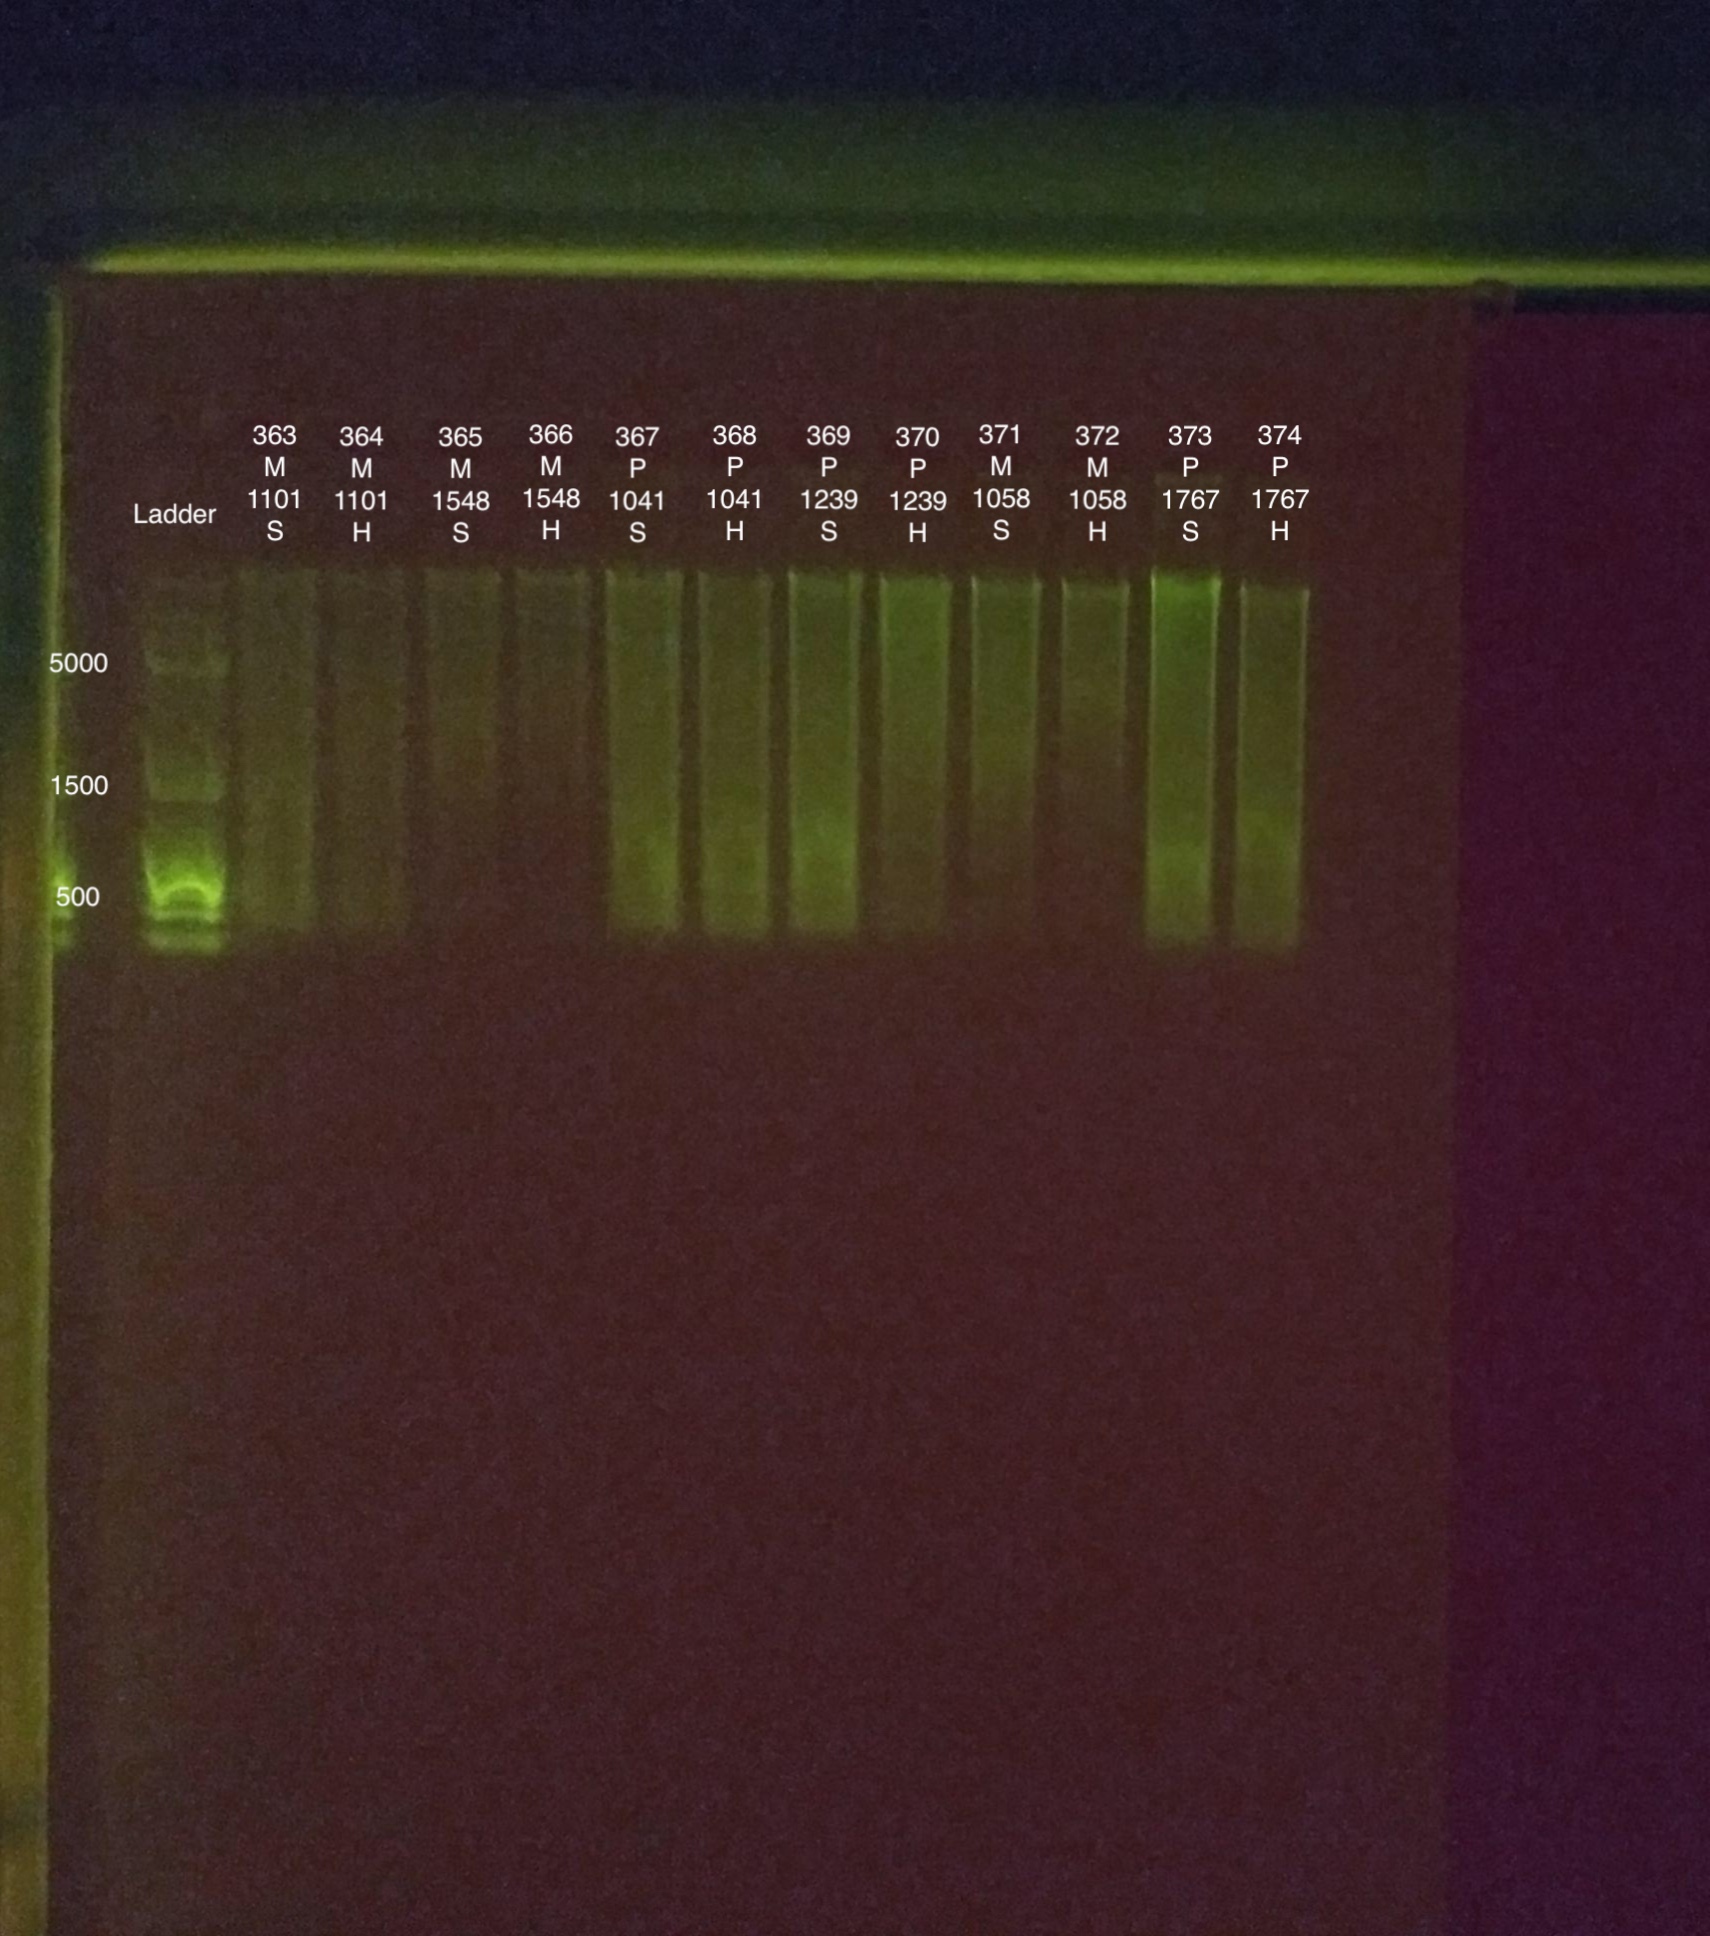 363 364 365 366 367 368 369 370 371 372 373 374
M M M M P P P P M M P P
1101 1101 1548 1548 1041 1041 1239 1239 1058 1058 1767 1767
Ladder
S H S H S H S H S H S H
5000
1500
500